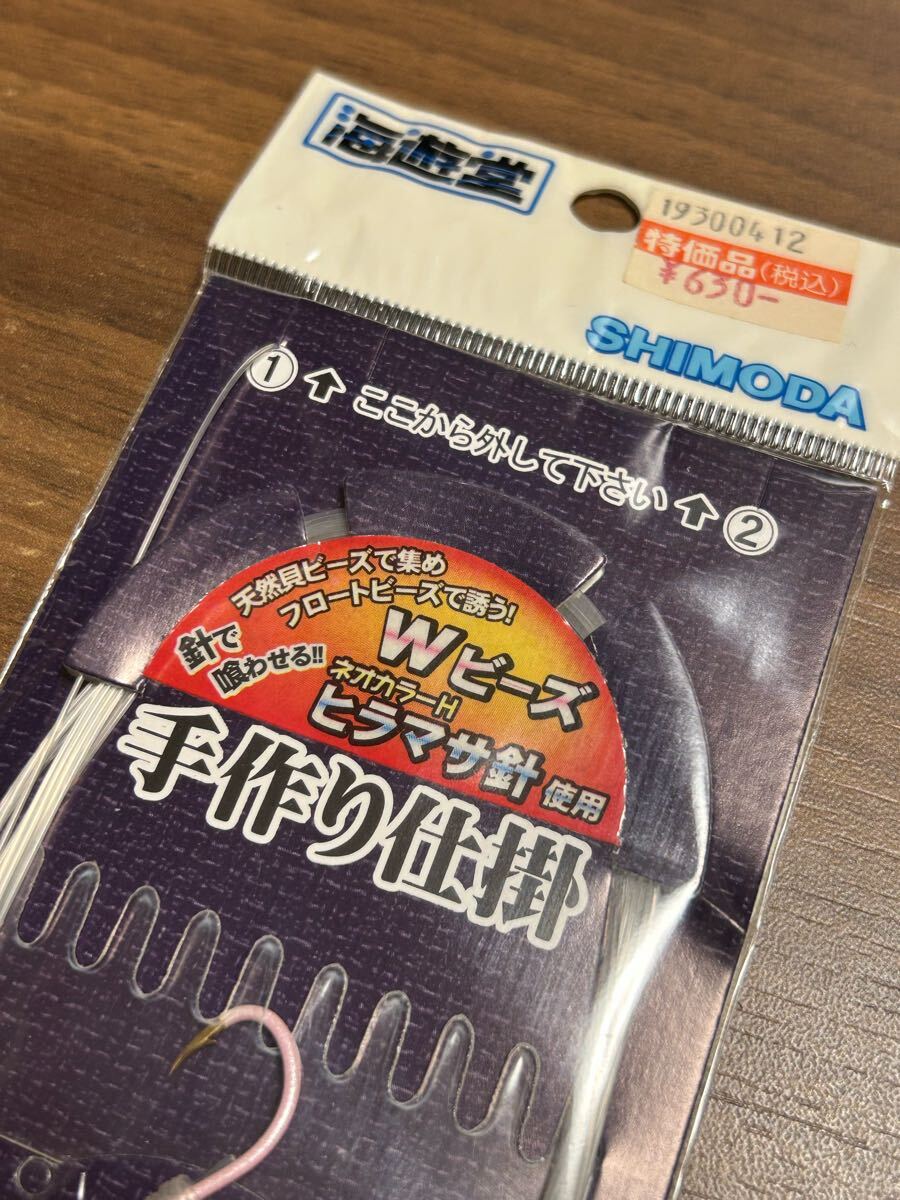 海遊堂
19300412
特価品(税込)
¥630-
SHIMODA
① ⇧ ここから外して下さい ⇧ ②
天然貝ビーズで集め
フロートビーズで誘う!
針で
喰わせる!!
Wビーズ
ネオカラーH
ヒラマサ針 使用
手作り仕掛